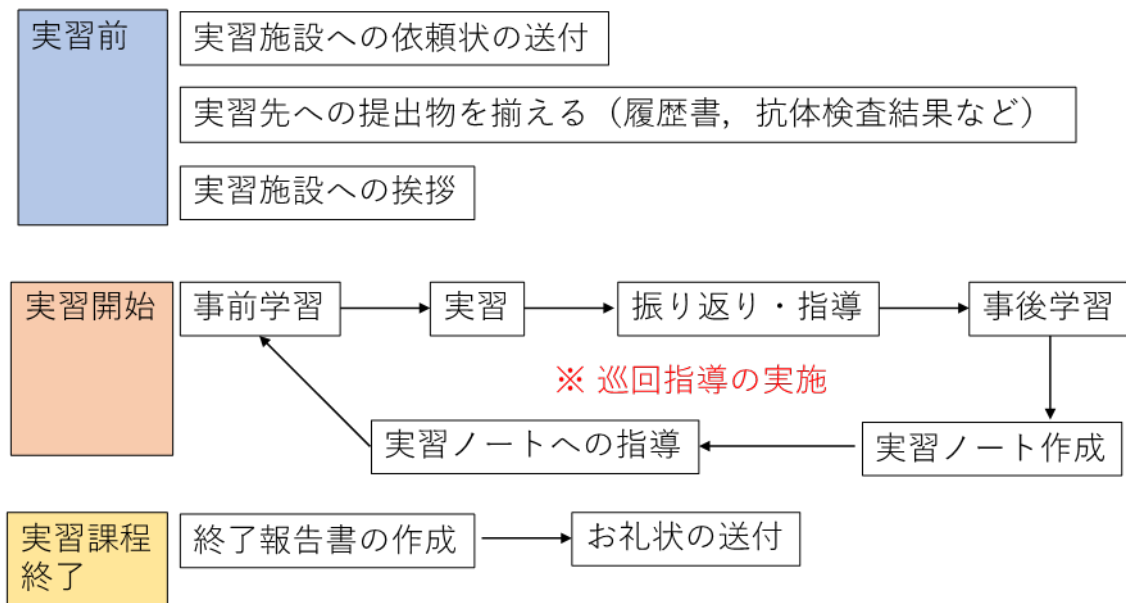 実習前
実習施設への依頼状の送付
実習先への提出物を揃える（履歴書，抗体検査結果など）
実習施設への挨拶
実習開始
事前学習
実習
振り返り・指導
事後学習
※ 巡回指導の実施
実習ノートへの指導
実習ノート作成
実習課程
終了
終了報告書の作成
お礼状の送付